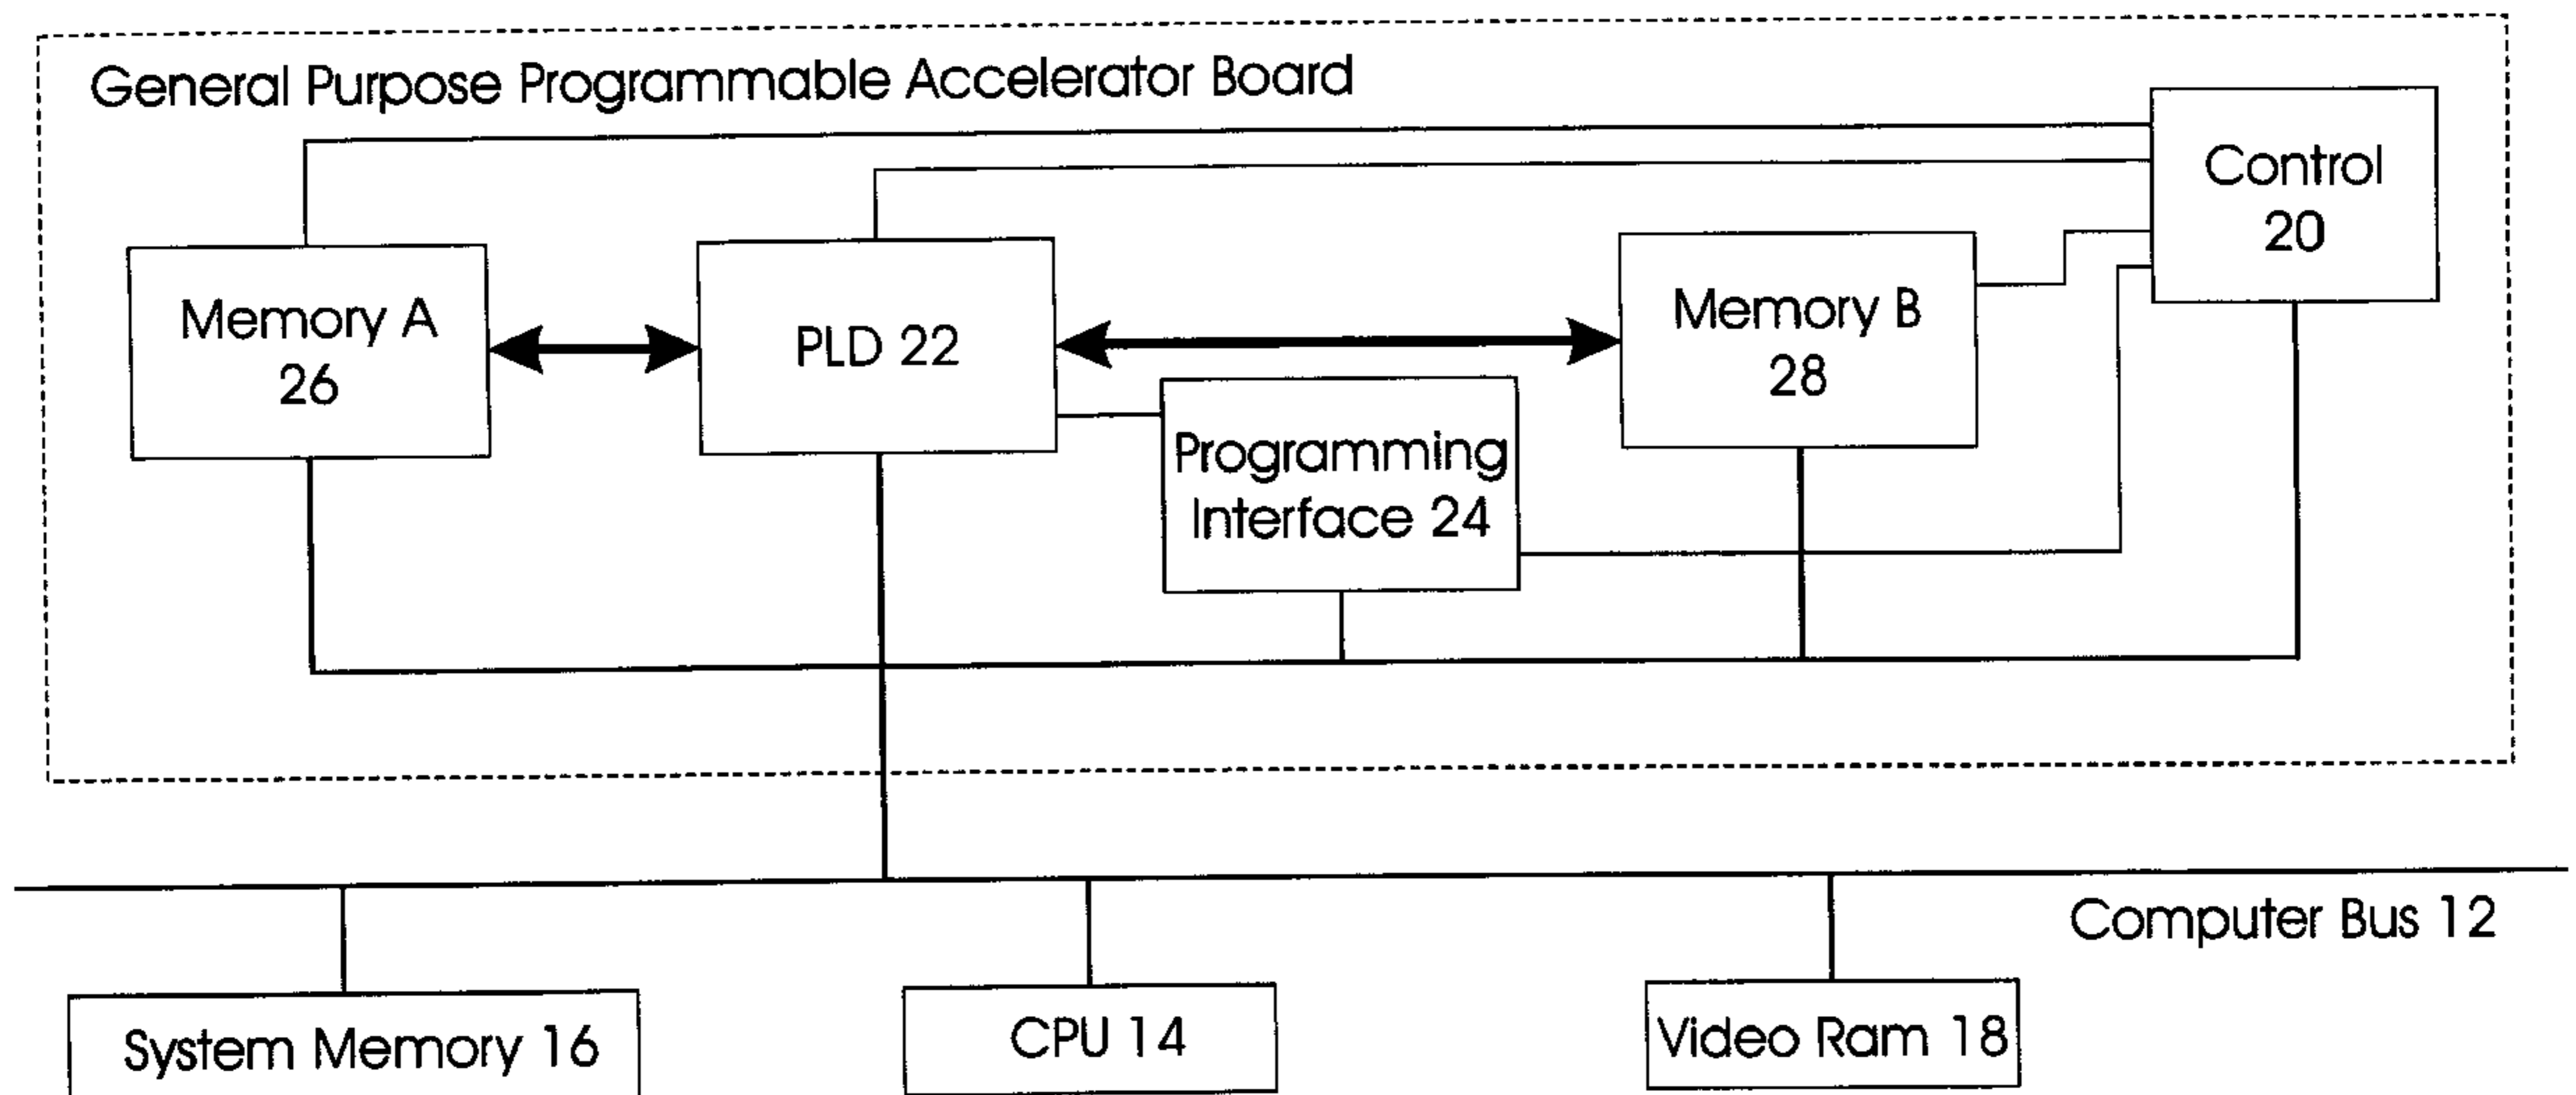 General Purpose Programmable Accelerator Board
Control
20
Memory A
26
PLD 22
Memory B
28
Programming
Interface 24
Computer Bus 12
System Memory 16
CPU 14
Video Ram 18